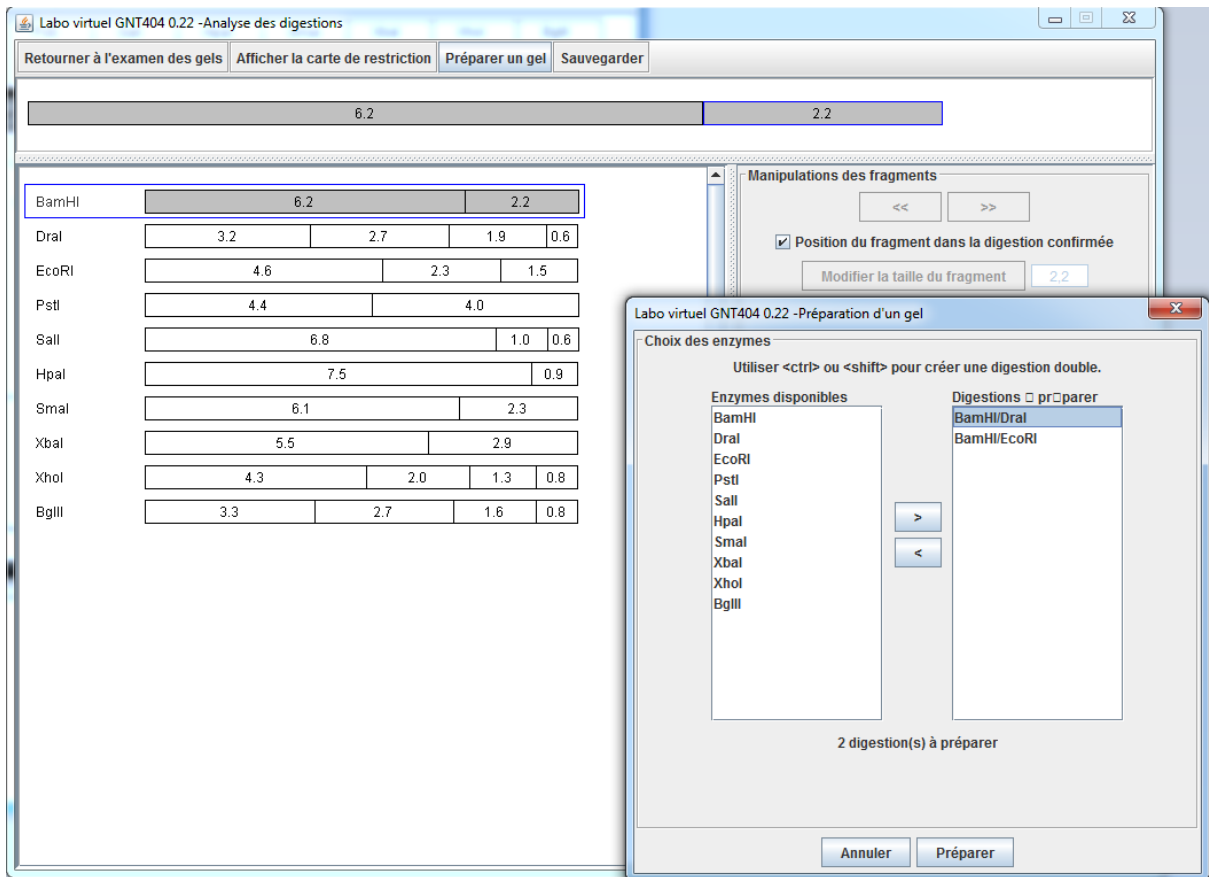 Labo virtuel GNT404 0.22 -Analyse des digestions
Retourner à l'examen des gels Afficher la carte de restriction Préparer un gel Sauvegarder
6.2 2.2
BamHI 6.2 2.2
DraI 3.2 2.7 1.9 0.6
EcoRI 4.6 2.3 1.5
PstI 4.4 4.0
SalI 6.8 1.0 0.6
HpaI 7.5 0.9
SmaI 6.1 2.3
XbaI 5.5 2.9
XhoI 4.3 2.0 1.3 0.8
BglII 3.3 2.7 1.6 0.8
Manipulations des fragments
<< >>
Position du fragment dans la digestion confirmée
Modifier la taille du fragment 2,2
Labo virtuel GNT404 0.22 -Préparation d'un gel
Choix des enzymes
Utiliser <ctrl> ou <shift> pour créer une digestion double.
Enzymes disponibles
BamHI
DraI
EcoRI
PstI
SalI
HpaI
SmaI
XbaI
XhoI
BglII
>
<
Digestions □ pr□parer
BamHI/DraI
BamHI/EcoRI
2 digestion(s) à préparer
Annuler Préparer